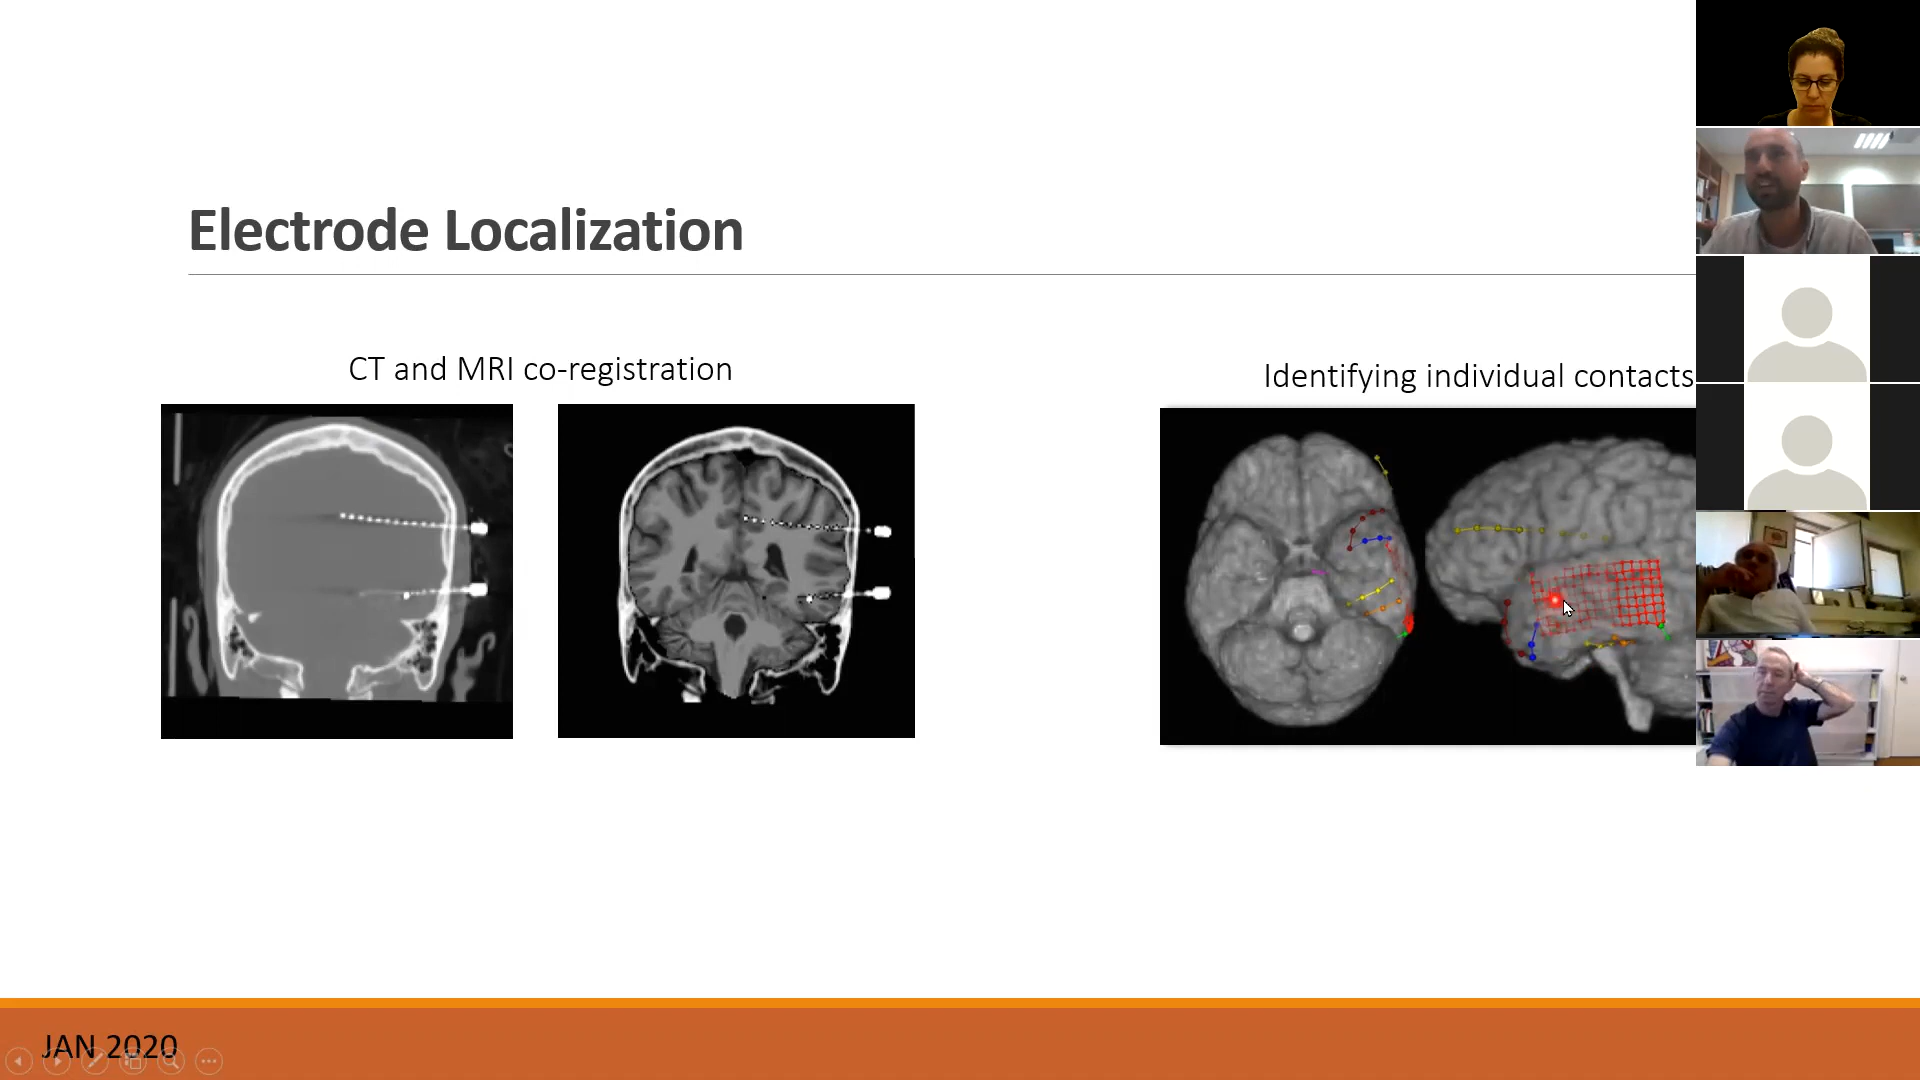 Electrode Localization
CT and MRI co-registration
Identifying individual contacts
JAN 2020